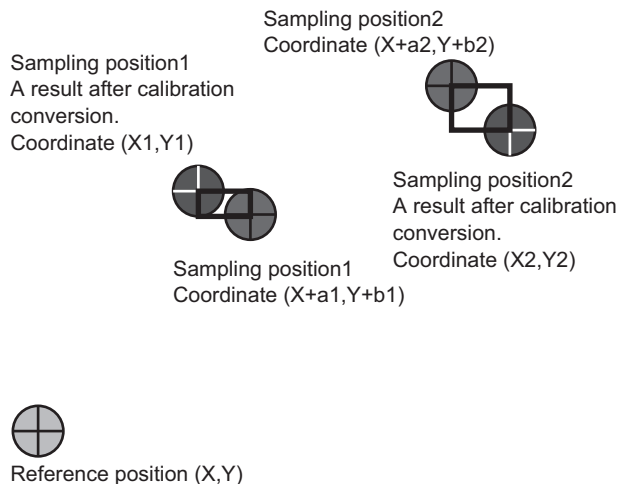 Sampling position2
Coordinate (X+a2,Y+b2)
Sampling position1
A result after calibration
conversion.
Coordinate (X1,Y1)
Sampling position2
A result after calibration
conversion.
Coordinate (X2,Y2)
Sampling position1
Coordinate (X+a1,Y+b1)
Reference position (X,Y)